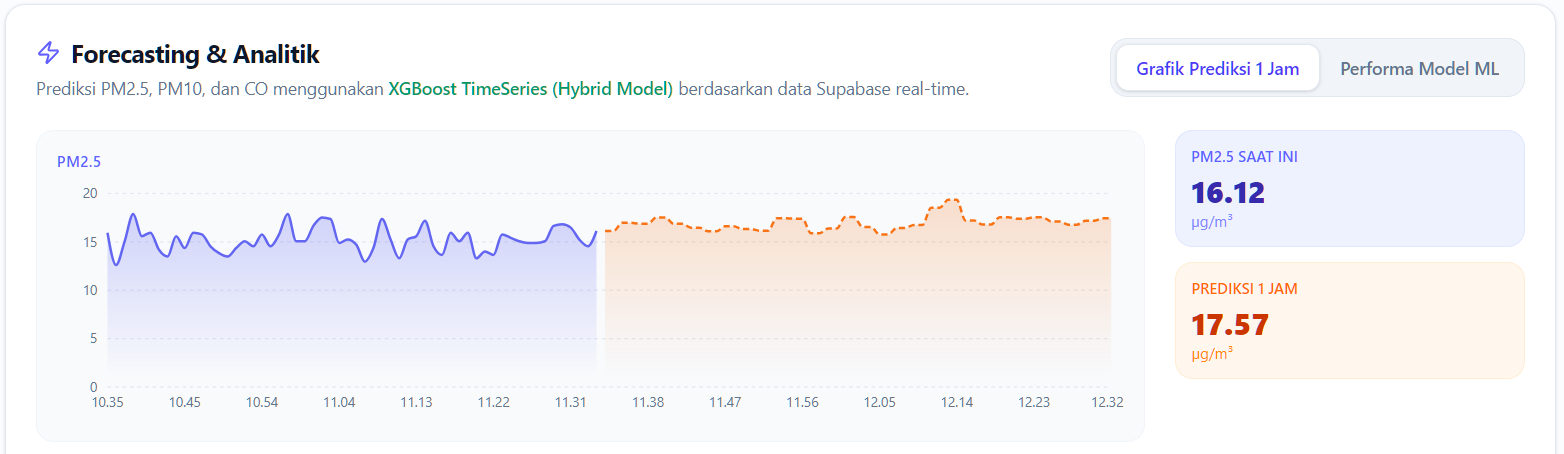 Forecasting & Analitik
Prediksi PM2.5, PM10, dan CO menggunakan XGBoost TimeSeries (Hybrid Model) berdasarkan data Supabase real-time.
Grafik Prediksi 1 Jam
Performa Model ML
PM2.5
20
15
10
5
0
10.35 10.45 10.54 11.04 11.13 11.22 11.31 11.38 11.47 11.56 12.05 12.14 12.23 12.32
PM2.5 SAAT INI
16.12
µg/m³
PREDIKSI 1 JAM
17.57
µg/m³